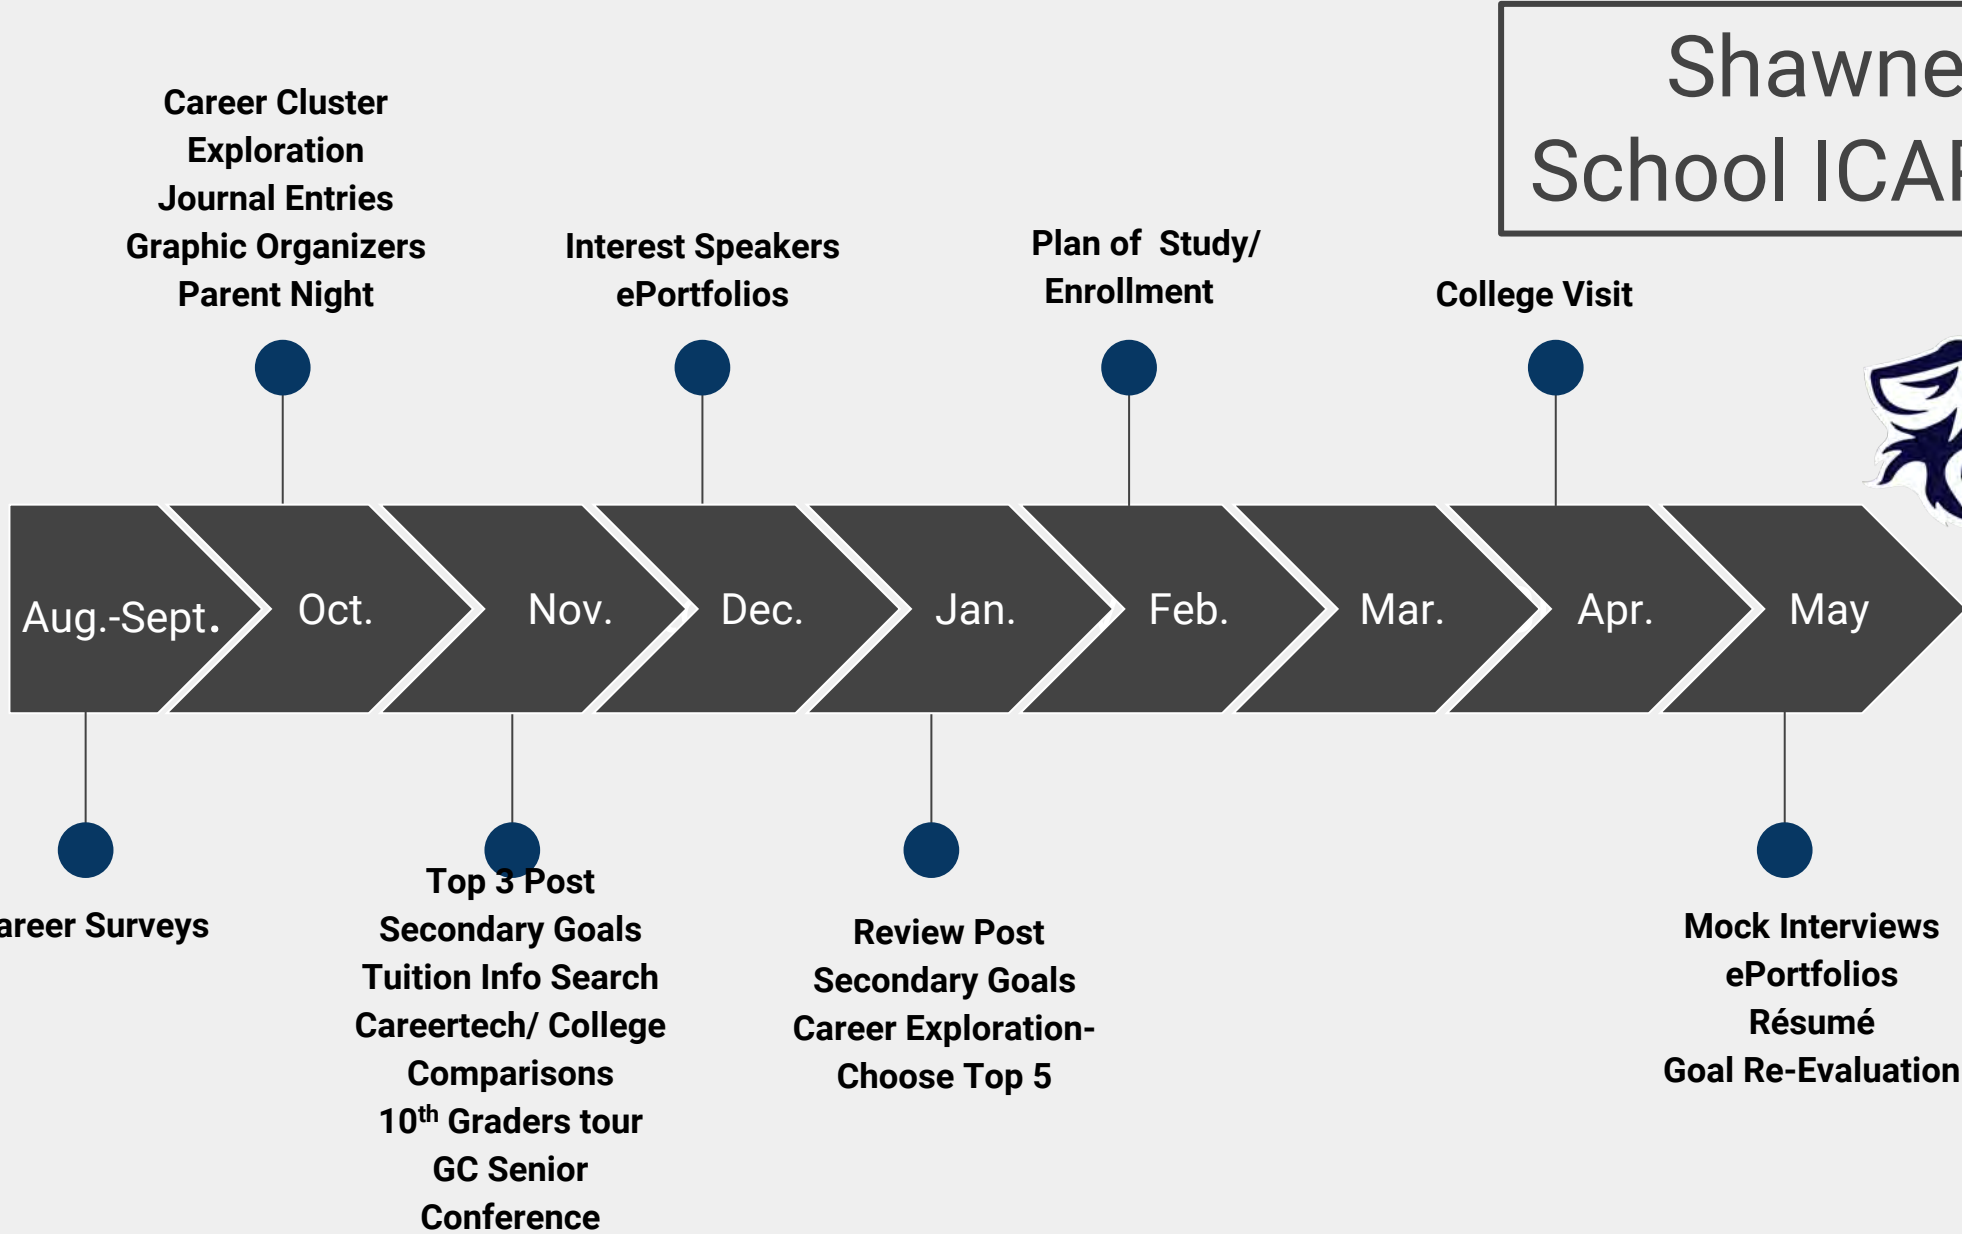 Shawne
School ICAP
Career Cluster
Exploration
Journal Entries
Graphic Organizers
Parent Night
Interest Speakers
ePortfolios
Plan of Study/
Enrollment
College Visit
Aug.-Sept.
Oct.
Nov.
Dec.
Jan.
Feb.
Mar.
Apr.
May
areer Surveys
Top 3 Post
Secondary Goals
Tuition Info Search
Careertech/ College
Comparisons
10th Graders tour
GC Senior
Conference
Review Post
Secondary Goals
Career Exploration-
Choose Top 5
Mock Interviews
ePortfolios
Résumé
Goal Re-Evaluation